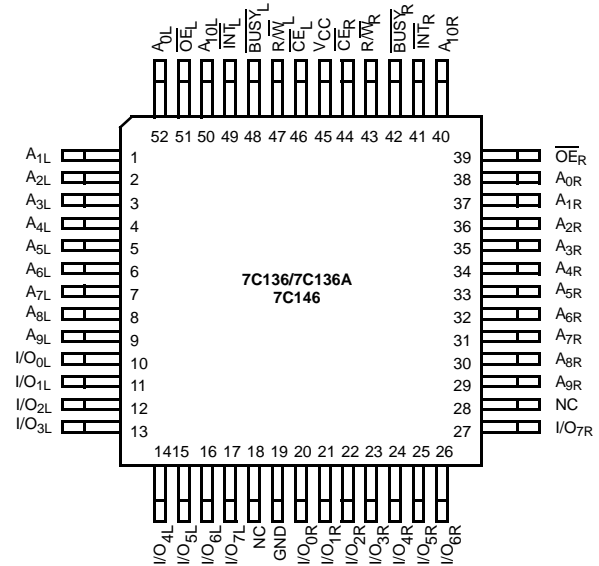 A0L OEL A10L INTL BUSYL R/WL CEL VCC CER R/WR BUSYR INTR A10R
52 51 50 49 48 47 46 45 44 43 42 41 40
A1L 1 39 OER
A2L 2 38 A0R
A3L 3 37 A1R
A4L 4 36 A2R
A5L 5 35 A3R
A6L 6 34 A4R
A7L 7 33 A5R
A8L 8 32 A6R
A9L 9 31 A7R
I/O0L 10 30 A8R
I/O1L 11 29 A9R
I/O2L 12 28 NC
I/O3L 13 27 I/O7R
7C136/7C136A
7C146
14 15 16 17 18 19 20 21 22 23 24 25 26
I/O4L I/O5L I/O6L I/O7L NC GND I/O0R I/O1R I/O2R I/O3R I/O4R I/O5R I/O6R